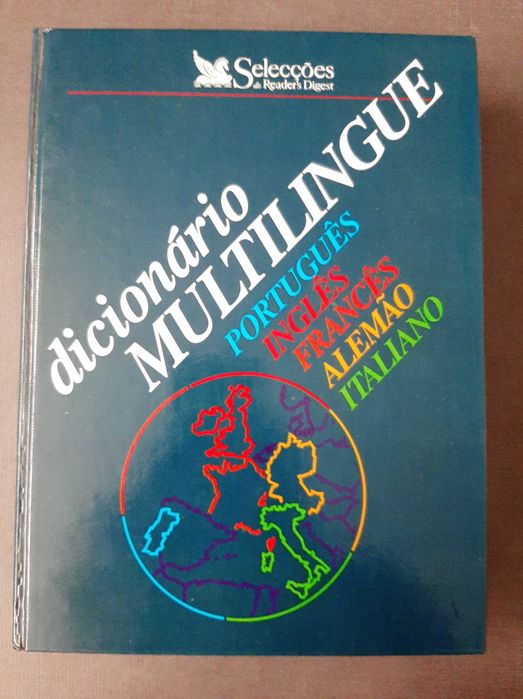 Selecções
do Reader's Digest
dicionário
MULTILINGUE
PORTUGUÊS
INGLÊS
FRANCÊS
ALEMÃO
ITALIANO